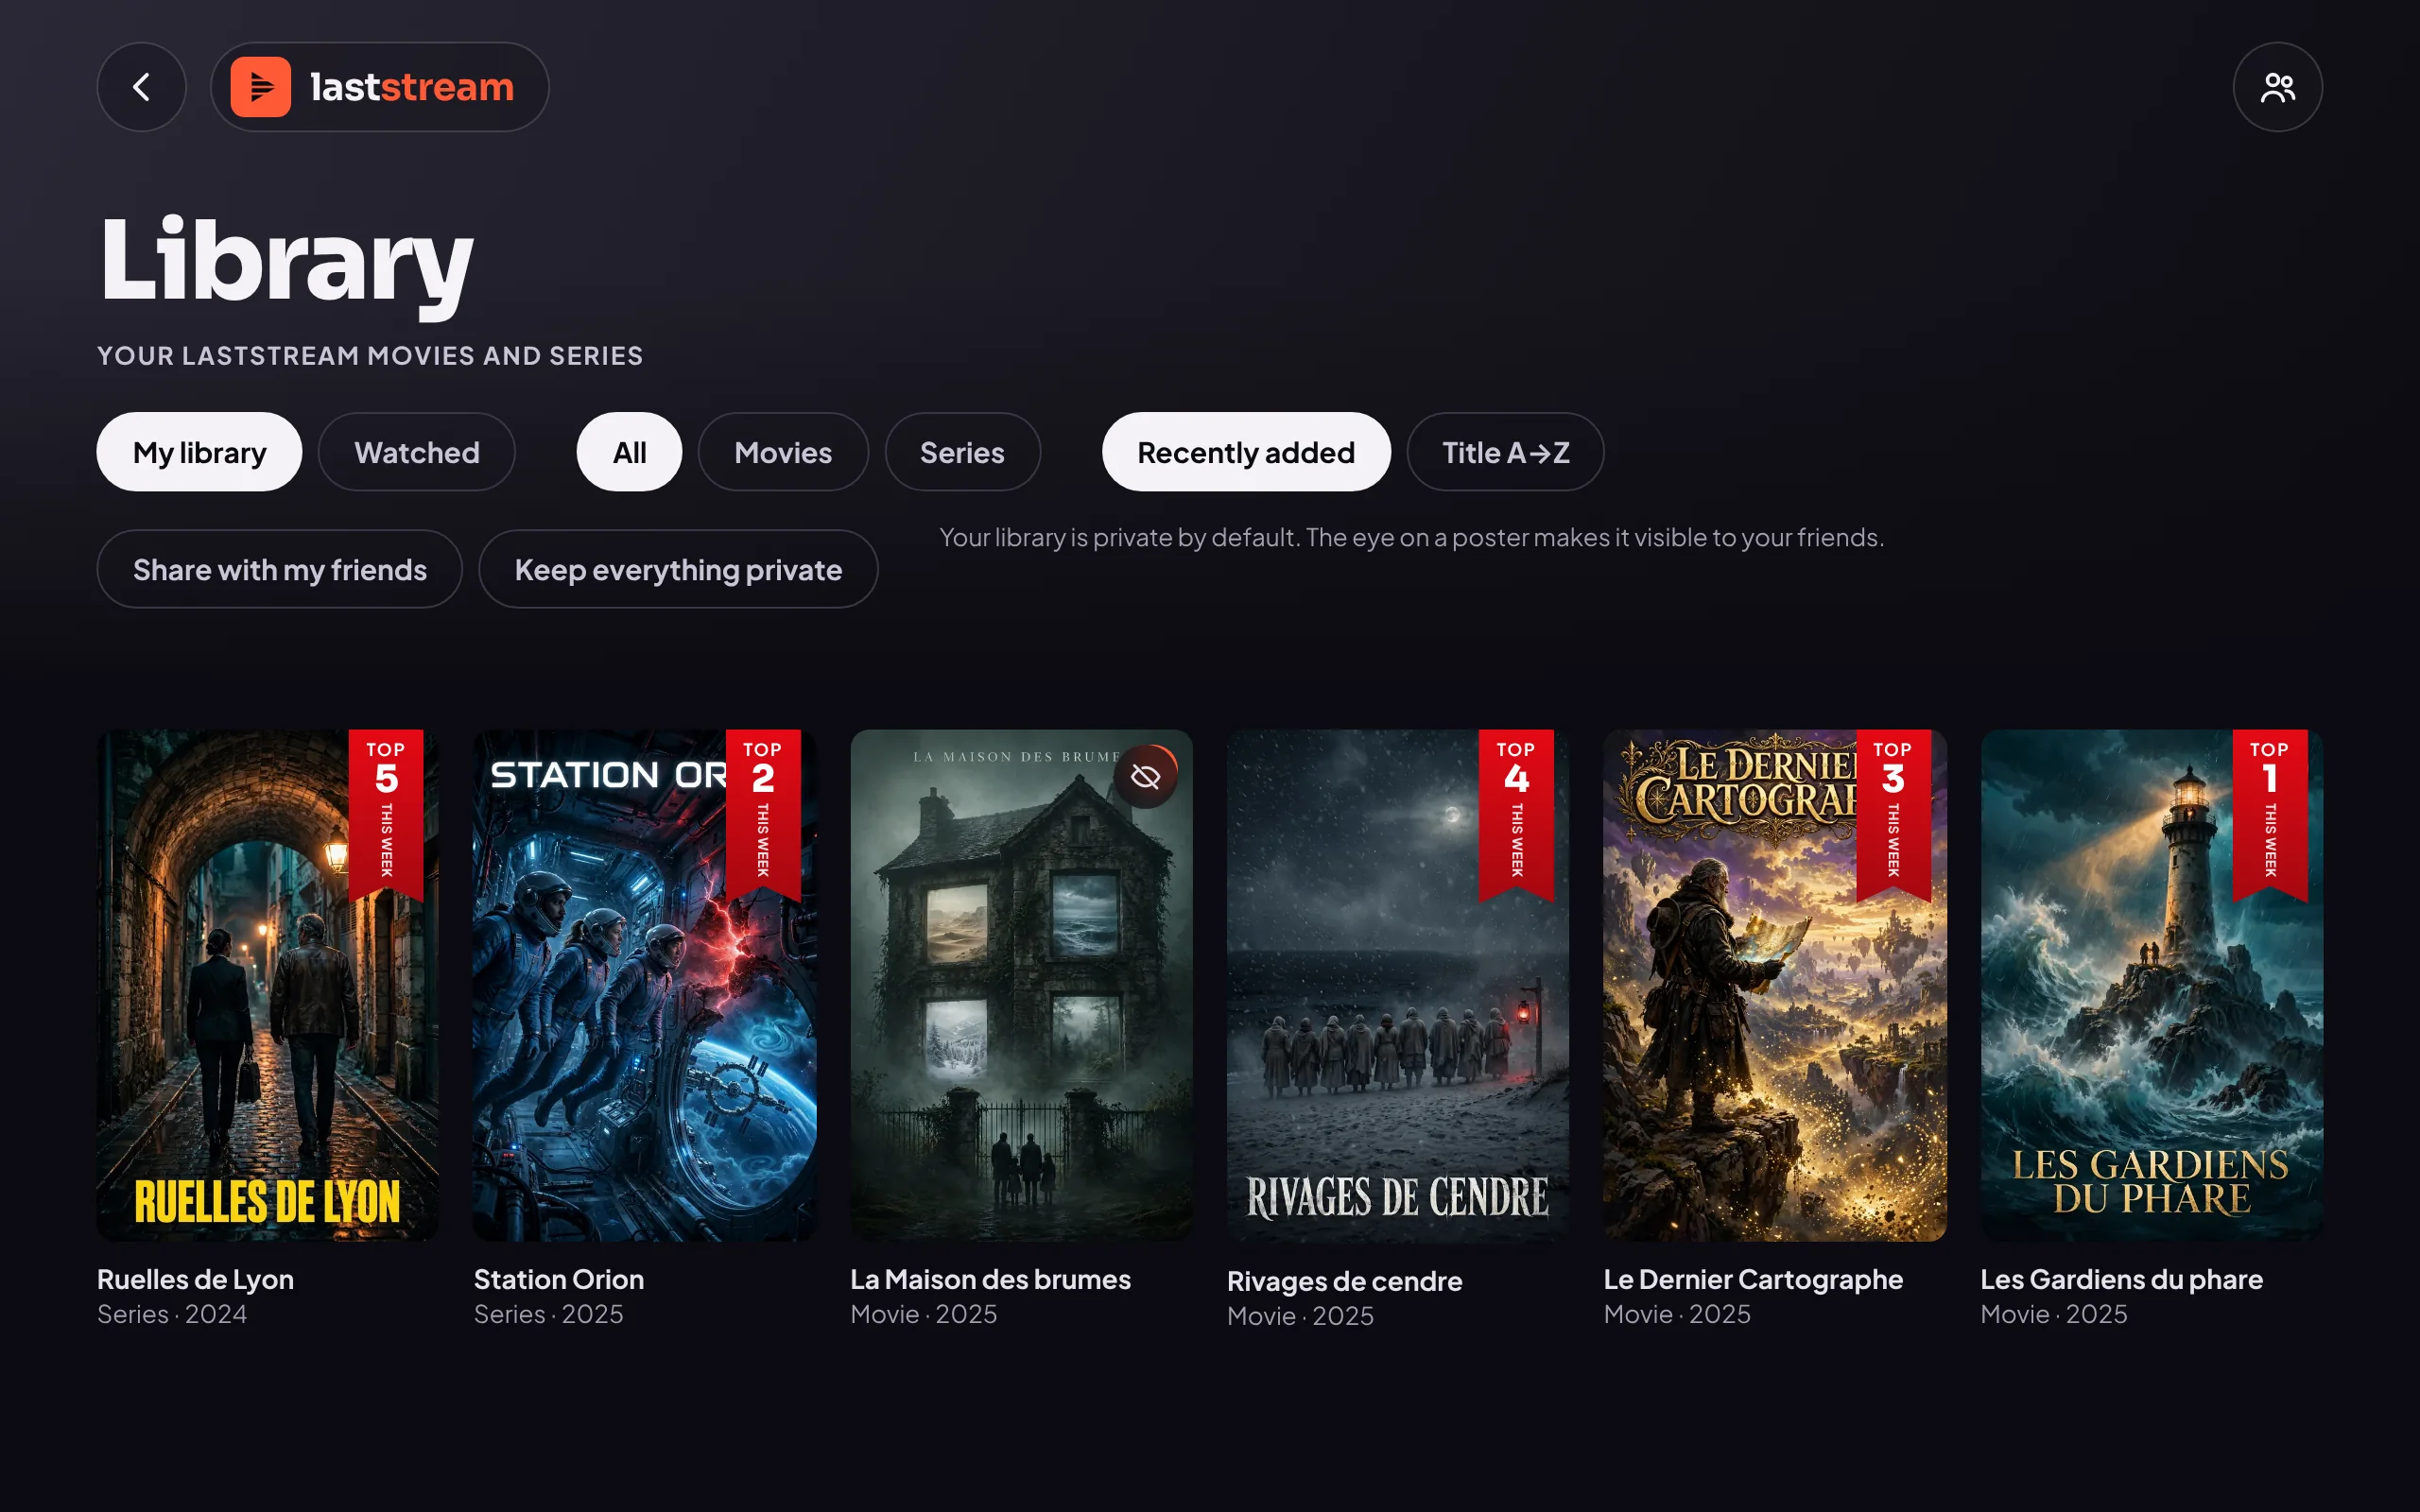 laststream
Library
YOUR LASTSTREAM MOVIES AND SERIES
My library
Watched
All
Movies
Series
Recently added
Title A→Z
Share with my friends
Keep everything private
Your library is private by default. The eye on a poster makes it visible to your friends.
TOP
5
THIS WEEK
RUELLES DE LYON
Ruelles de Lyon
Series · 2024
STATION OR
TOP
2
THIS WEEK
Station Orion
Series · 2025
LA MAISON DES BRUME
La Maison des brumes
Movie · 2025
TOP
4
THIS WEEK
RIVAGES DE CENDRE
Rivages de cendre
Movie · 2025
LE DERNIE
CARTOGRA
TOP
3
THIS WEEK
Le Dernier Cartographe
Movie · 2025
TOP
1
THIS WEEK
LES GARDIENS
DU PHARE
Les Gardiens du phare
Movie · 2025